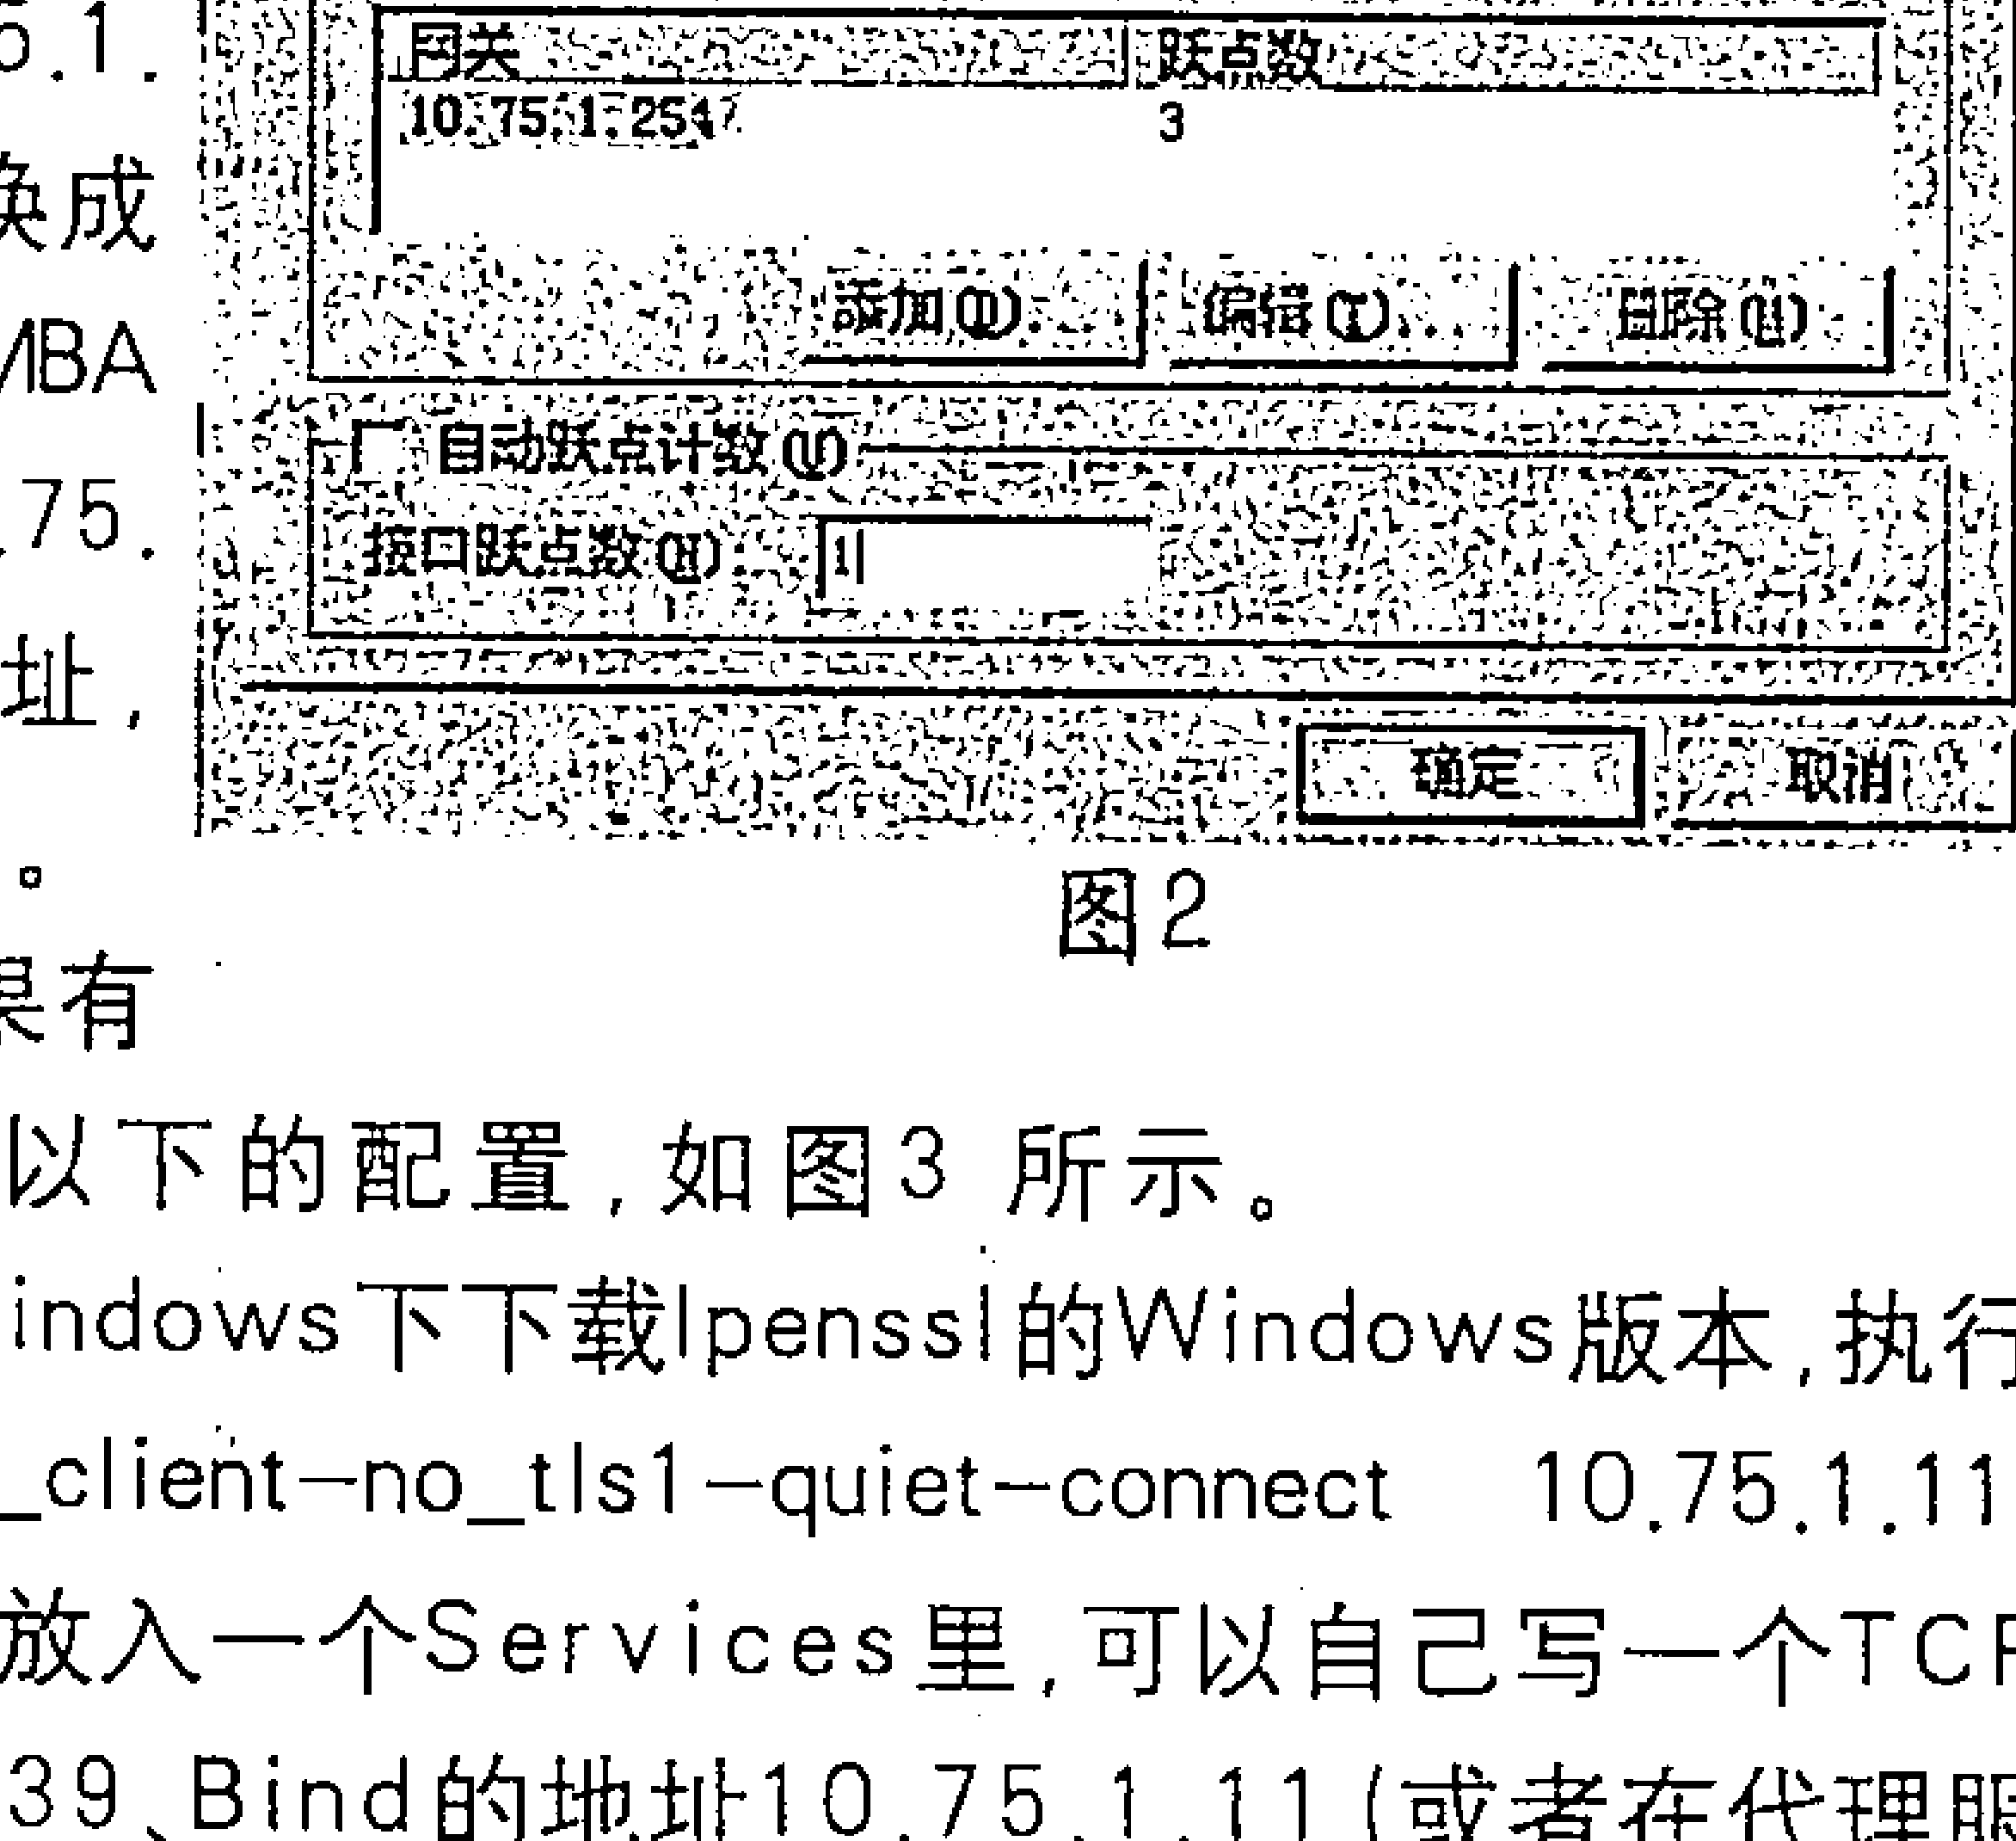 5.1.
换成
MBA
.75.
址,
。
果有
网关 跃点数
10.75.1.254 3
添加 编辑(T) 删除
自动跃点计数(U)
接口跃点数(N) 1
确定 取消
图2
以下的配置,如图3 所示。
indows下下载lpenssl的Windows版本,执行
_client-no_tls1-quiet-connect 10.75.1.11
放入一个Services里,可以自己写一个TCP
39、Bind的地址10.75.1.11(或者在代理服